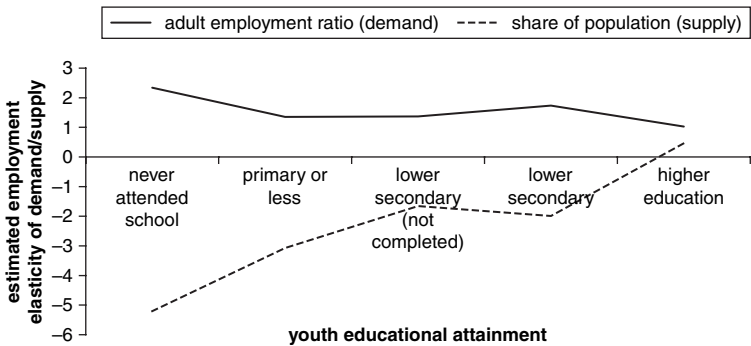 adult employment ratio (demand) share of population (supply)
estimated employment
elasticity of demand/supply
3
2
1
0
–1
–2
–3
–4
–5
–6
never
attended
school
primary or
less
lower
secondary
(not
completed)
lower
secondary
higher
education
youth educational attainment